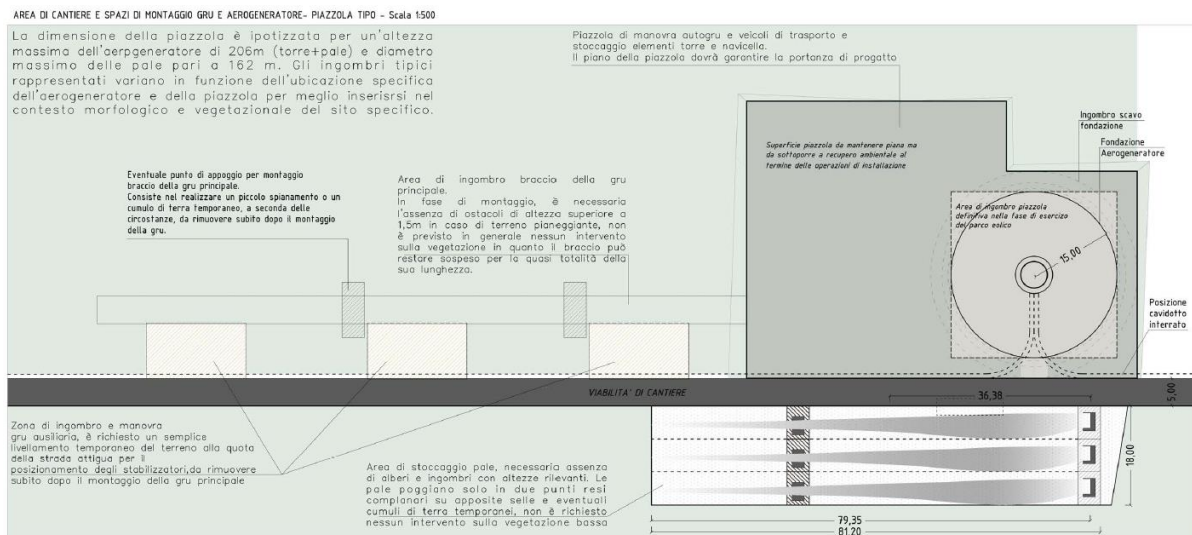 AREA DI CANTIERE E SPAZI DI MONTAGGIO GRU E AEROGENERATORE- PIAZZOLA TIPO - Scala 1:500
La dimensione della piazzola è ipotizzata per un'altezza
massima dell'aerpgeneratore di 206m (torre+pale) e diametro
massimo delle pale pari a 162 m. Gli ingombri tipici
rappresentati variano in funzione dell'ubicazione specifica
dell'aerogeneratore e della piazzola per meglio inserisrsi nel
contesto morfologico e vegetazionale del sito specifico.
Piazzola di manovra autogru e veicoli di trasporto e
stoccaggio elementi torre e navicella.
Il piano della piazzola dovrà garantire la portanza di progatto
Ingombro scavo
fondazione
Fondazione
Aerogeneratore
Superficie piazzola da mantenere piana ma
da sottoporre a recupero ambientale al
termine delle operazioni di installazione
Eventuale punto di appoggio per montaggio
braccio della gru principale.
Consiste nel realizzare un piccolo spianamento o un
cumulo di terra temporaneo, a seconda delle
circostanze, da rimuovere subito dopo il montaggio
della gru.
Area di ingombro braccio della gru
principale.
In fase di montaggio, è necessaria
l'assenza di ostacoli di altezza superiore a
1,5m in caso di terreno pianeggiante, non
è previsto in generale nessun intervento
sulla vegetazione in quanto il braccio può
restare sospeso per la quasi totalità della
sua lunghezza.
Area di ingombro piazzola
definitiva nella fase di esercizo
del parco eolico
15,00
Posizione
cavidotto
interrato
VIABILITA' DI CANTIERE
36,38
5,00
Zona di ingombro e manovra
gru ausiliaria, è richiesto un semplice
livellamento temporaneo del terreno alla quota
della strada attigua per il
posizionamento degli stabilizzatori,da rimuovere
subito dopo il montaggio della gru principale
Area di stoccaggio pale, necessaria assenza
di alberi e ingombri con altezze rilevanti. Le
pale poggiano solo in due punti resi
complanari su apposite selle e eventuali
cumuli di terra temporanei, non è richiesto
nessun intervento sulla vegetazione bassa
18,00
79,35
81,20